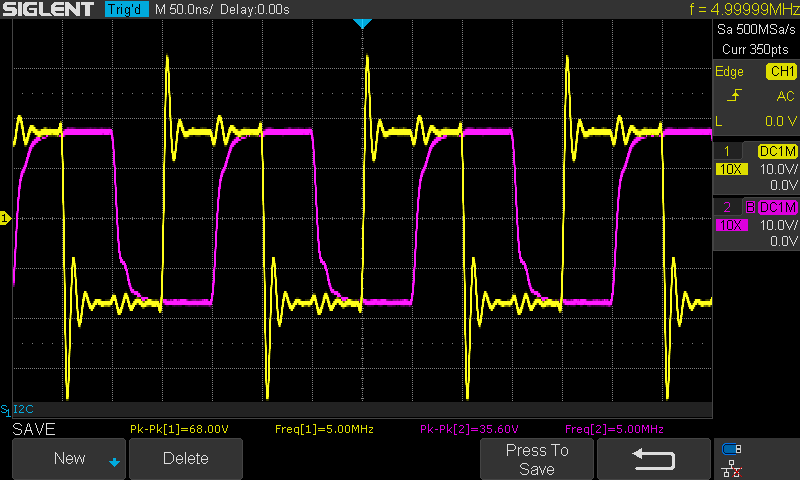 SIGLENT Trig'd M 50.0ns/ Delay:0.00s f = 4.99999MHz
Sa 500MSa/s
Curr 350pts
Edge CH1
AC
L 0.0 V
1 DC1M
10X 10.0V/
0.0V
2 B DC1M
10X 10.0V/
0.0V
1
S1 I2C
SAVE Pk-Pk[1]=68.00V Freq[1]=5.00MHz Pk-Pk[2]=35.60V Freq[2]=5.00MHz
New Delete Press To
Save